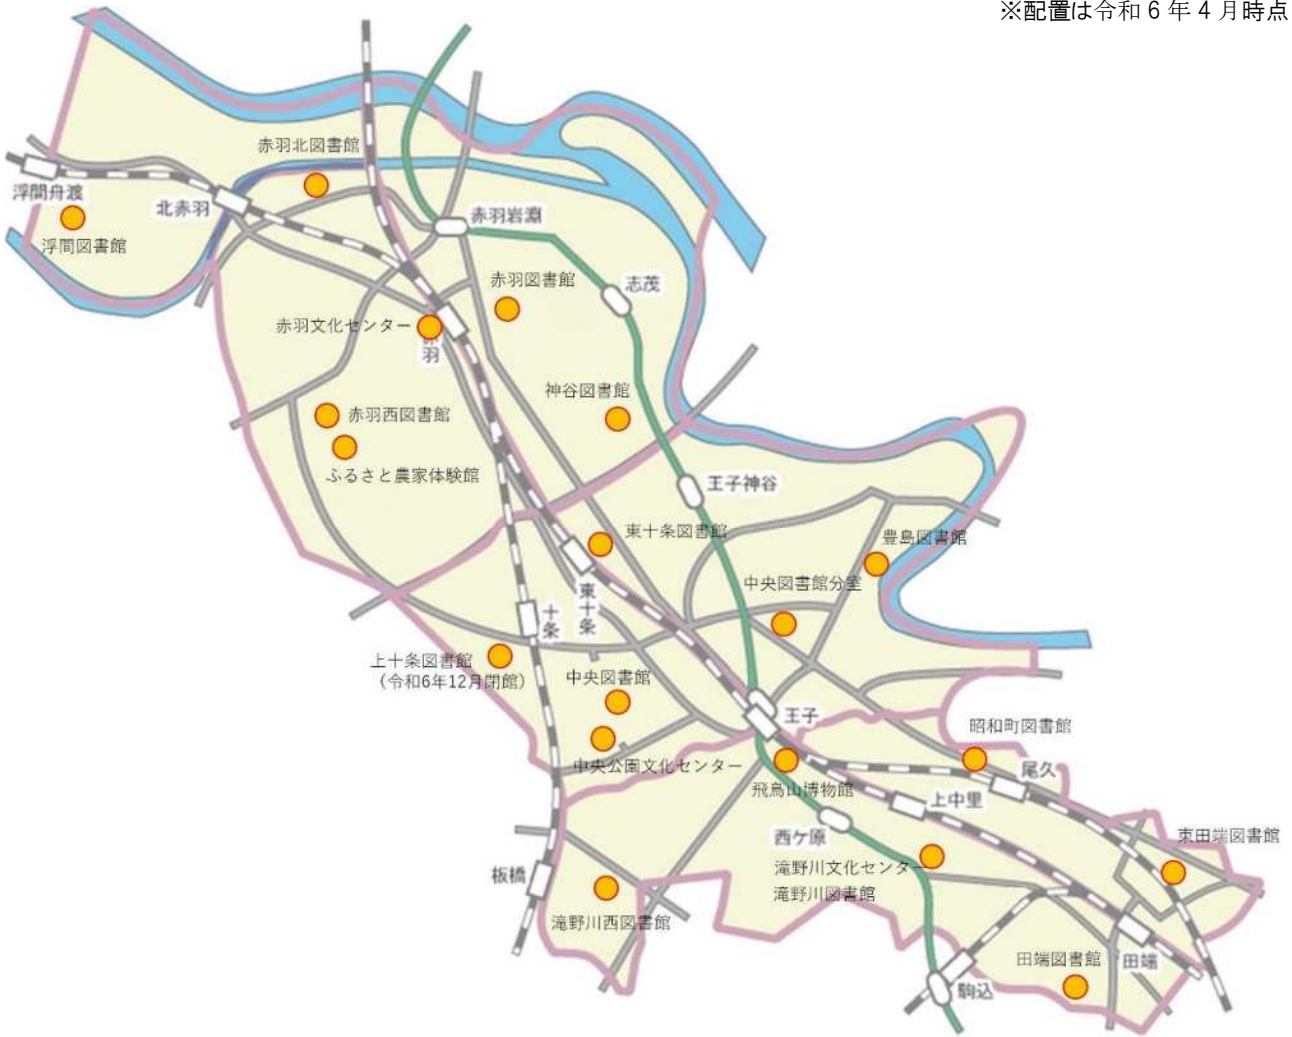 ※配置は令和6年4月時点
赤羽北図書館
浮間舟渡
北赤羽
赤羽岩淵
浮間図書館
赤羽図書館
志茂
赤羽文化センター
赤羽
神谷図書館
赤羽西図書館
ふるさと農家体験館
王子神谷
東十条図書館
豊島図書館
中央図書館分室
東十条
十条
上十条図書館
（令和6年12月閉館）
中央図書館
王子
昭和町図書館
中央公園文化センター
尾久
飛鳥山博物館
上中里
西ケ原
東田端図書館
滝野川文化センター
滝野川図書館
板橋
滝野川西図書館
田端図書館
田端
駒込